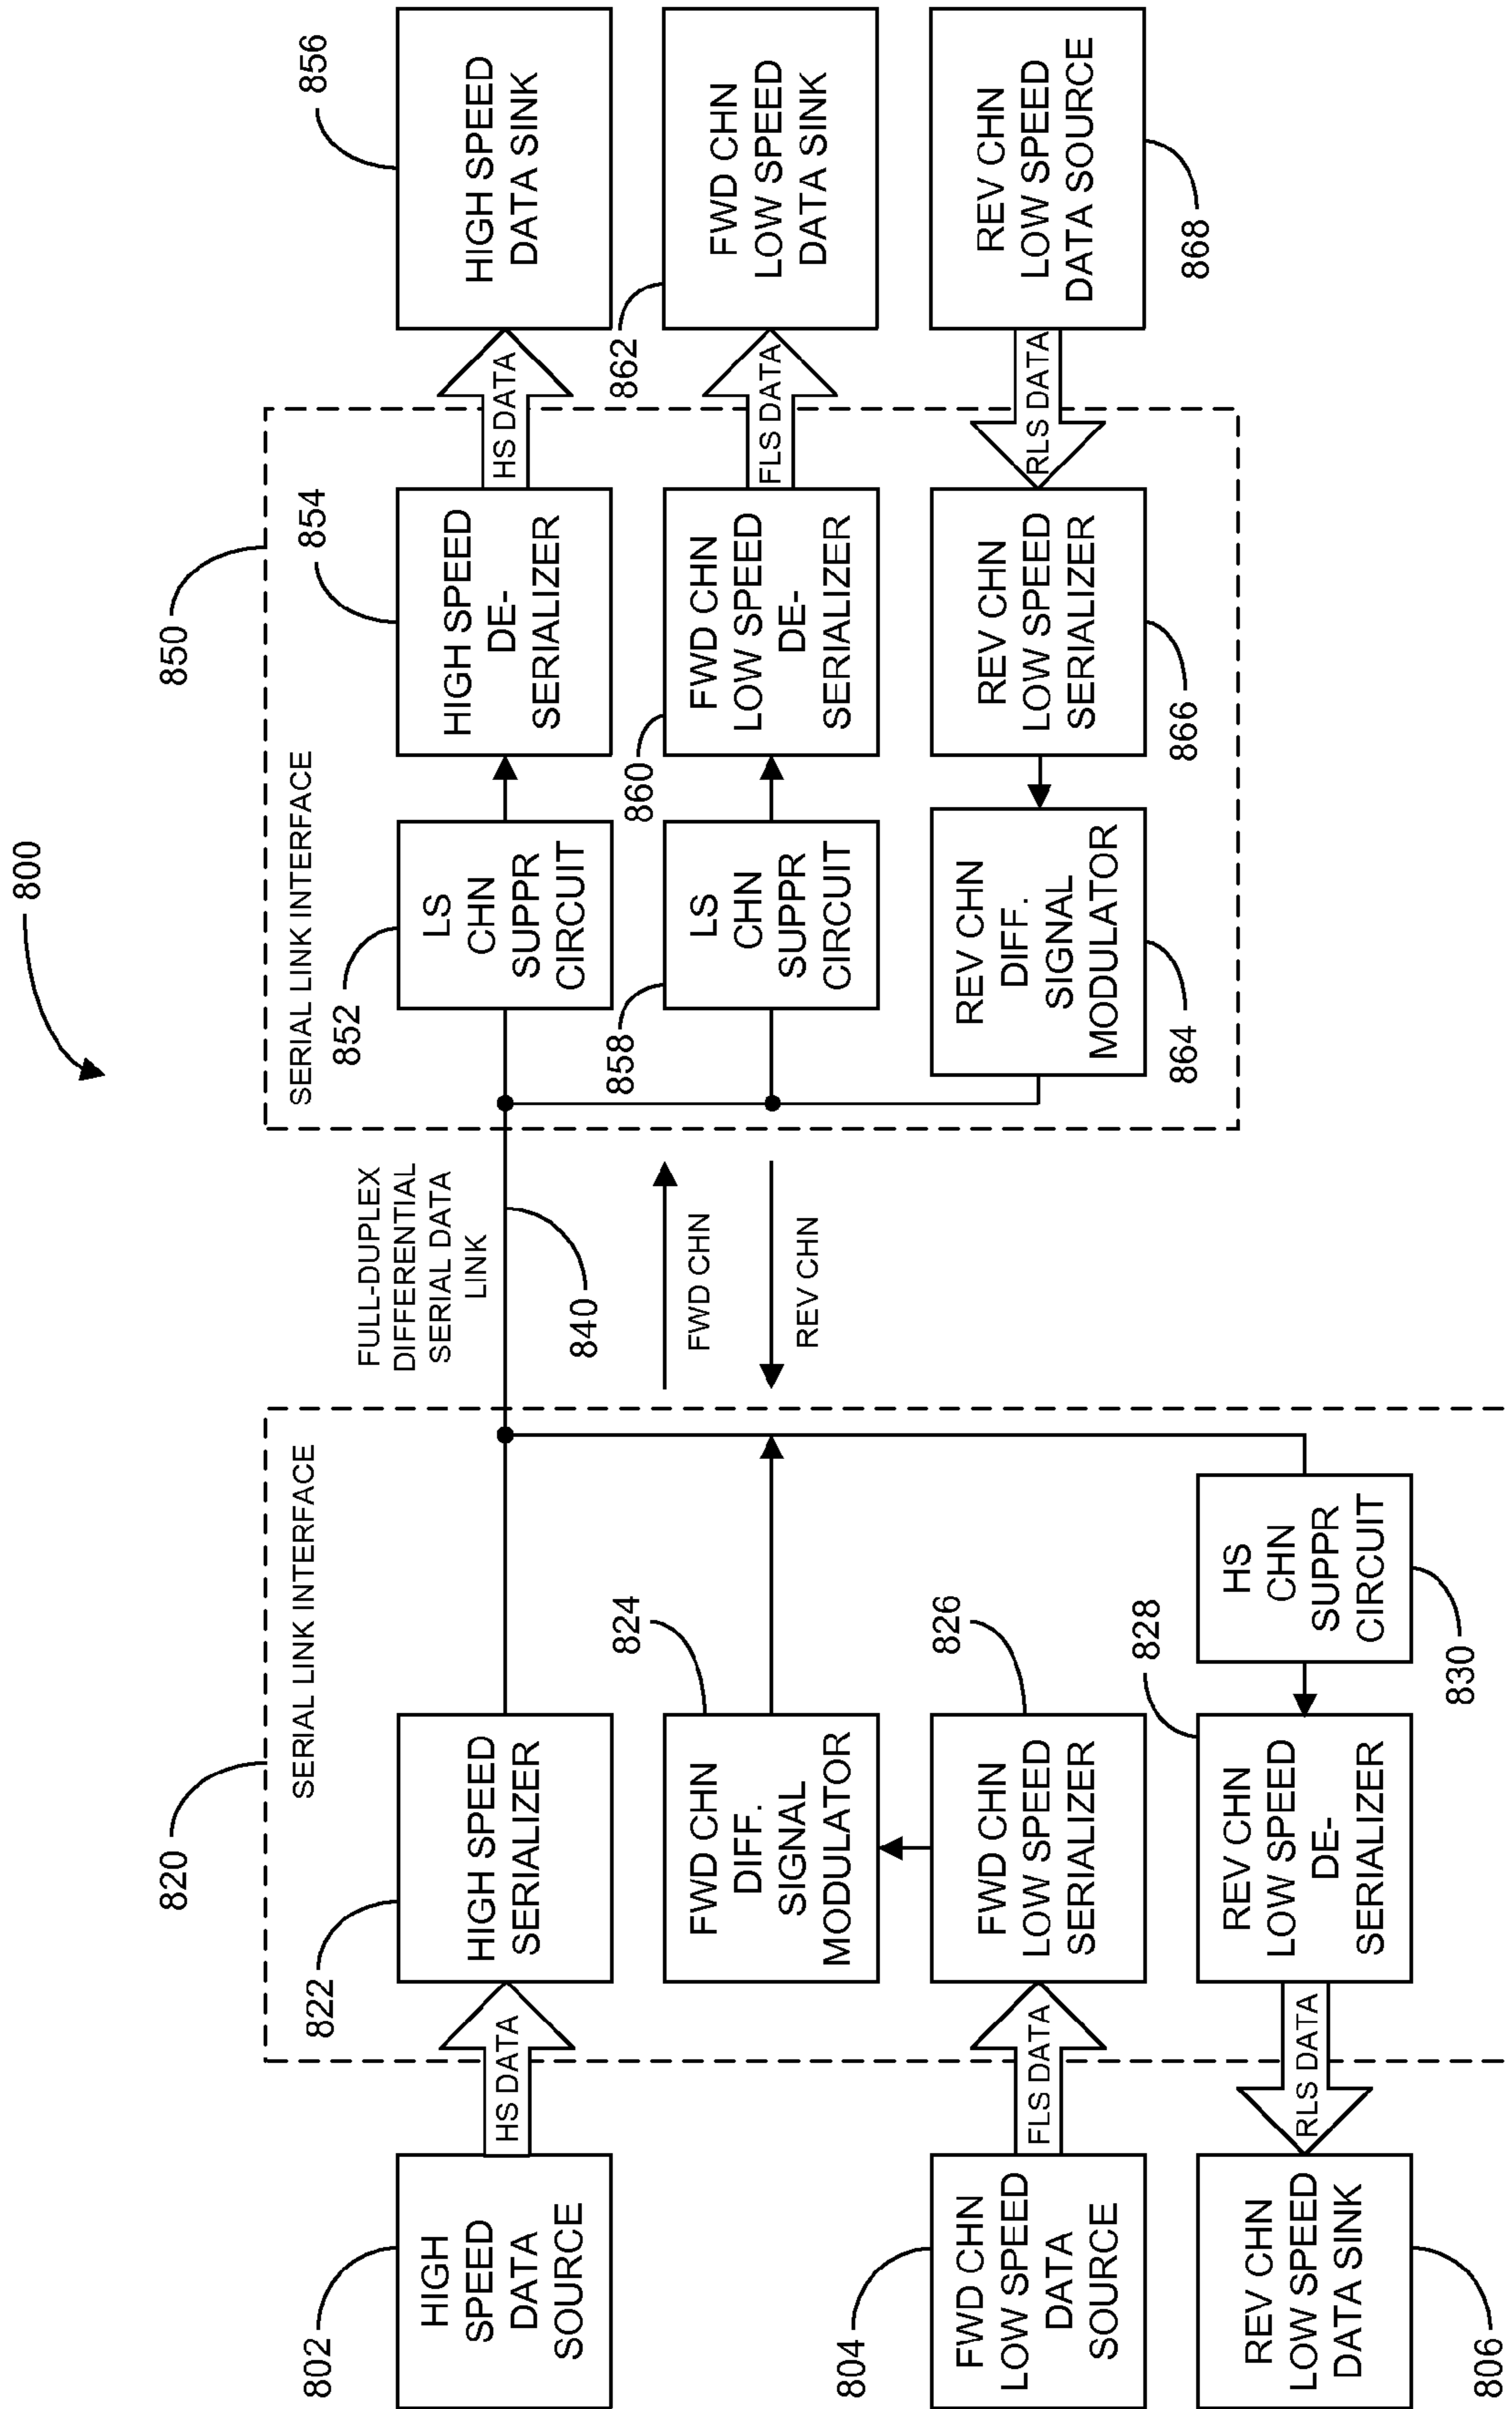 800
820
SERIAL LINK INTERFACE
802
HIGH
SPEED
DATA
SOURCE
HS DATA
822
HIGH SPEED
SERIALIZER
824
FWD CHN
DIFF.
SIGNAL
MODULATOR
804
FWD CHN
LOW SPEED
DATA
SOURCE
FLS DATA
826
FWD CHN
LOW SPEED
SERIALIZER
806
REV CHN
LOW SPEED
DATA SINK
RLS DATA
828
REV CHN
LOW SPEED
DE-
SERIALIZER
830
HS
CHN
SUPPR
CIRCUIT
FULL-DUPLEX
DIFFERENTIAL
SERIAL DATA
LINK
840
FWD CHN
REV CHN
850
SERIAL LINK INTERFACE
852
LS
CHN
SUPPR
CIRCUIT
854
HIGH SPEED
DE-
SERIALIZER
HS DATA
856
HIGH SPEED
DATA SINK
858
LS
CHN
SUPPR
CIRCUIT
860
FWD CHN
LOW SPEED
DE-
SERIALIZER
FLS DATA
862
FWD CHN
LOW SPEED
DATA SINK
864
REV CHN
DIFF.
SIGNAL
MODULATOR
866
REV CHN
LOW SPEED
SERIALIZER
RLS DATA
868
REV CHN
LOW SPEED
DATA SOURCE